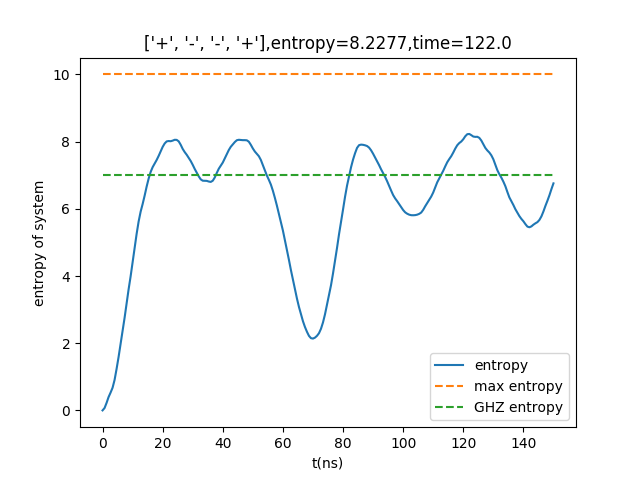 ['+', '-', '-', '+'],entropy=8.2277,time=122.0
10
8
6
4
2
0
entropy of system
0 20 40 60 80 100 120 140
t(ns)
entropy
max entropy
GHZ entropy